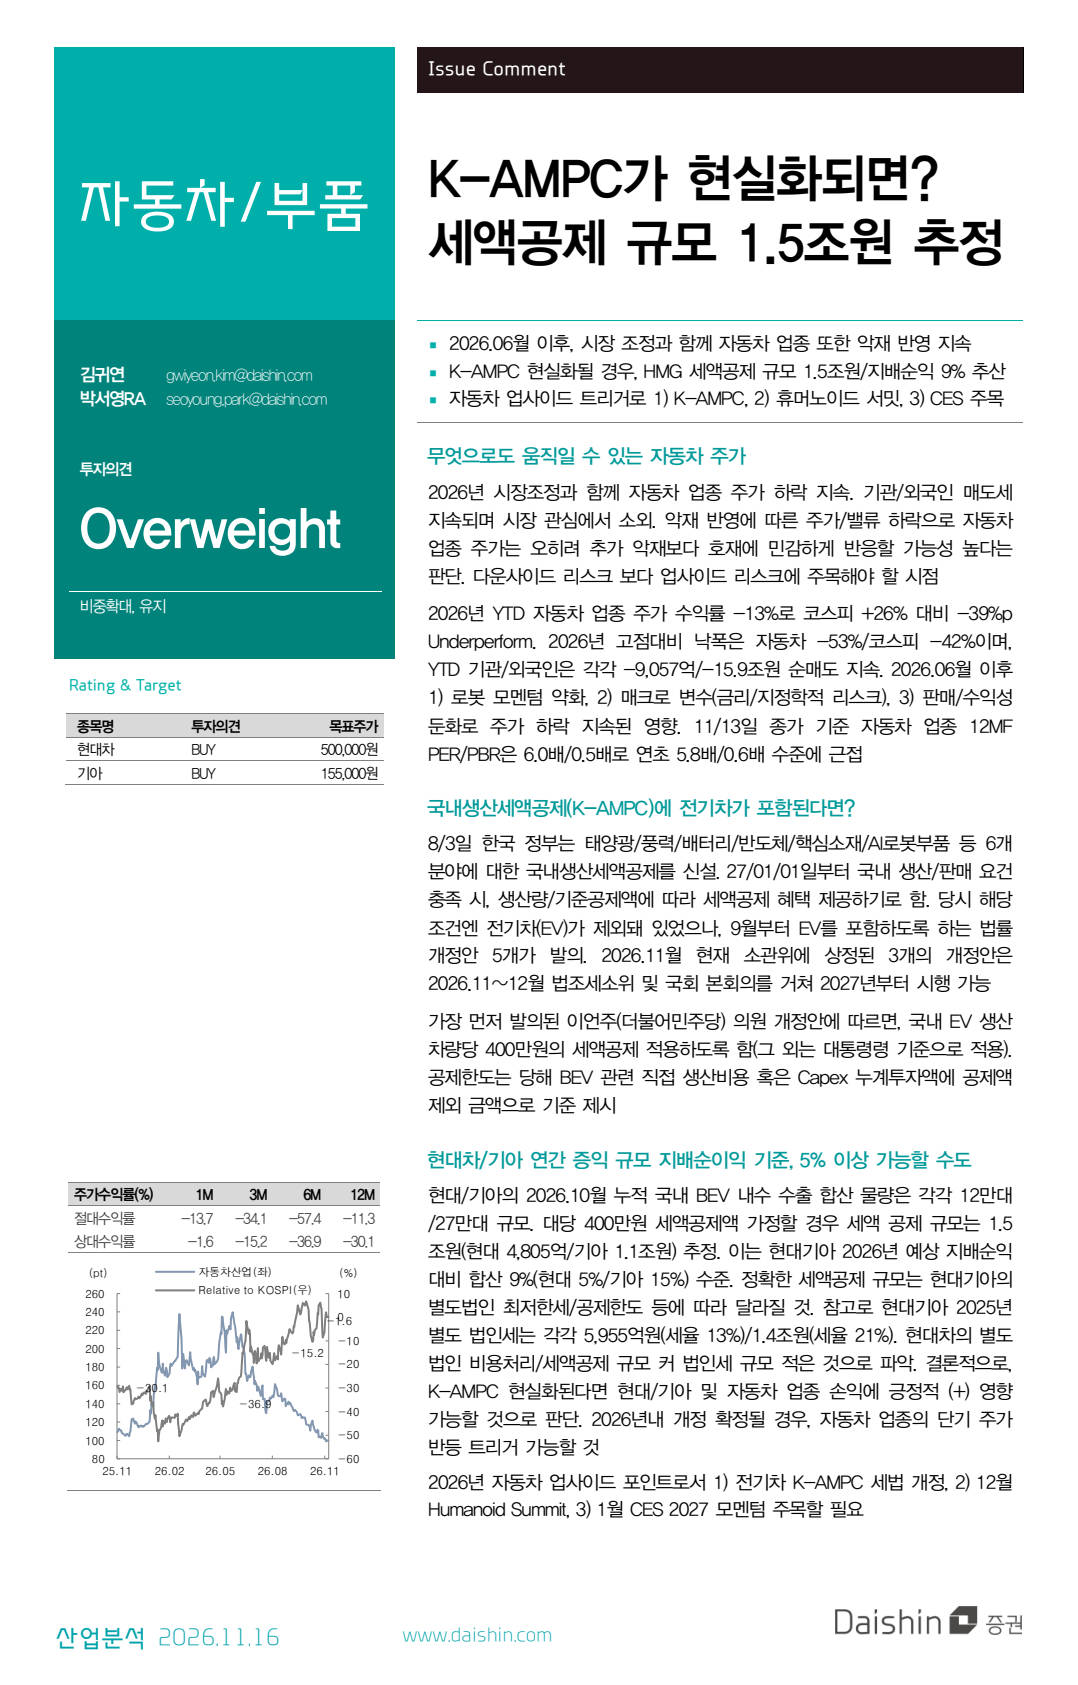 Issue Comment
자동차/부품
K-AMPC가 현실화되면?
세액공제 규모 1.5조원 추정
김귀연 gwiyeon.kim@daishin.com
박서영RA seoyoung.park@daishin.com
투자의견
Overweight
비중확대, 유지
Rating & Target
종목명 투자의견 목표주가
현대차 BUY 500,000원
기아 BUY 155,000원
주가수익률(%) 1M 3M 6M 12M
절대수익률 -13.7 -34.1 -57.4 -11.3
상대수익률 -1.6 -15.2 -36.9 -30.1
(pt) 자동차산업(좌) (%)
Relative to KOSPI(우)
260 10
240 0
220 -10
200 -20
180 -30
160 -40
140 -50
120 -60
100
80
-30.1
-36.9
-15.2
-1.6
25.11 26.02 26.05 26.08 26.11
■ 2026.06월 이후, 시장 조정과 함께 자동차 업종 또한 악재 반영 지속
■ K-AMPC 현실화될 경우, HMG 세액공제 규모 1.5조원/지배순익 9% 추산
■ 자동차 업사이드 트리거로 1) K-AMPC, 2) 휴머노이드 서밋, 3) CES 주목
무엇으로도 움직일 수 있는 자동차 주가
2026년 시장조정과 함께 자동차 업종 주가 하락 지속. 기관/외국인 매도세
지속되며 시장 관심에서 소외. 악재 반영에 따른 주가/밸류 하락으로 자동차
업종 주가는 오히려 추가 악재보다 호재에 민감하게 반응할 가능성 높다는
판단. 다운사이드 리스크 보다 업사이드 리스크에 주목해야 할 시점
2026년 YTD 자동차 업종 주가 수익률 -13%로 코스피 +26% 대비 -39%p
Underperform. 2026년 고점대비 낙폭은 자동차 -53%/코스피 -42%이며,
YTD 기관/외국인은 각각 -9,057억/-15.9조원 순매도 지속. 2026.06월 이후
1) 로봇 모멘텀 약화, 2) 매크로 변수(금리/지정학적 리스크), 3) 판매/수익성
둔화로 주가 하락 지속된 영향. 11/13일 종가 기준 자동차 업종 12MF
PER/PBR은 6.0배/0.5배로 연초 5.8배/0.6배 수준에 근접
국내생산세액공제(K-AMPC)에 전기차가 포함된다면?
8/3일 한국 정부는 태양광/풍력/배터리/반도체/핵심소재/AI로봇부품 등 6개
분야에 대한 국내생산세액공제를 신설. 27/01/01일부터 국내 생산/판매 요건
충족 시, 생산량/기준공제액에 따라 세액공제 혜택 제공하기로 함. 당시 해당
조건엔 전기차(EV)가 제외돼 있었으나, 9월부터 EV를 포함하도록 하는 법률
개정안 5개가 발의. 2026.11월 현재 소관위에 상정된 3개의 개정안은
2026.11~12월 법조세소위 및 국회 본회의를 거쳐 2027년부터 시행 가능
가장 먼저 발의된 이언주(더불어민주당) 의원 개정안에 따르면, 국내 EV 생산
차량당 400만원의 세액공제 적용하도록 함(그 외는 대통령령 기준으로 적용).
공제한도는 당해 BEV 관련 직접 생산비용 혹은 Capex 누계투자액에 공제액
제외 금액으로 기준 제시
현대차/기아 연간 증익 규모 지배순이익 기준, 5% 이상 가능할 수도
현대/기아의 2026.10월 누적 국내 BEV 내수 수출 합산 물량은 각각 12만대
/27만대 규모. 대당 400만원 세액공제액 가정할 경우 세액 공제 규모는 1.5
조원(현대 4,805억/기아 1.1조원) 추정. 이는 현대기아 2026년 예상 지배순익
대비 합산 9%(현대 5%/기아 15%) 수준. 정확한 세액공제 규모는 현대기아의
별도법인 최저한세/공제한도 등에 따라 달라질 것. 참고로 현대기아 2025년
별도 법인세는 각각 5,955억원(세율 13%)/1.4조원(세율 21%). 현대차의 별도
법인 비용처리/세액공제 규모 커 법인세 규모 적은 것으로 파악. 결론적으로,
K-AMPC 현실화된다면 현대/기아 및 자동차 업종 손익에 긍정적 (+) 영향
가능할 것으로 판단. 2026년내 개정 확정될 경우, 자동차 업종의 단기 주가
반등 트리거 가능할 것
2026년 자동차 업사이드 포인트로서 1) 전기차 K-AMPC 세법 개정, 2) 12월
Humanoid Summit, 3) 1월 CES 2027 모멘텀 주목할 필요
산업분석 2026.11.16
www.daishin.com
Daishin 증권